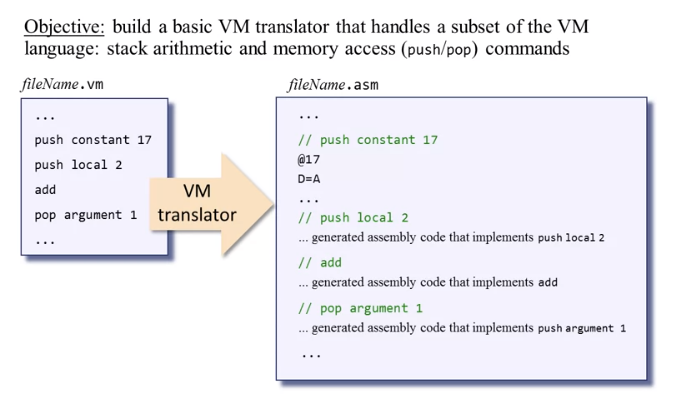 Objective: build a basic VM translator that handles a subset of the VM
language: stack arithmetic and memory access (push/pop) commands
fileName.vm
...
push constant 17
push local 2
add
pop argument 1
...
VM
translator
fileName.asm
...
// push constant 17
@17
D=A
...
// push local 2
... generated assembly code that implements push local 2
// add
... generated assembly code that implements add
// pop argument 1
... generated assembly code that implements push argument 1
...